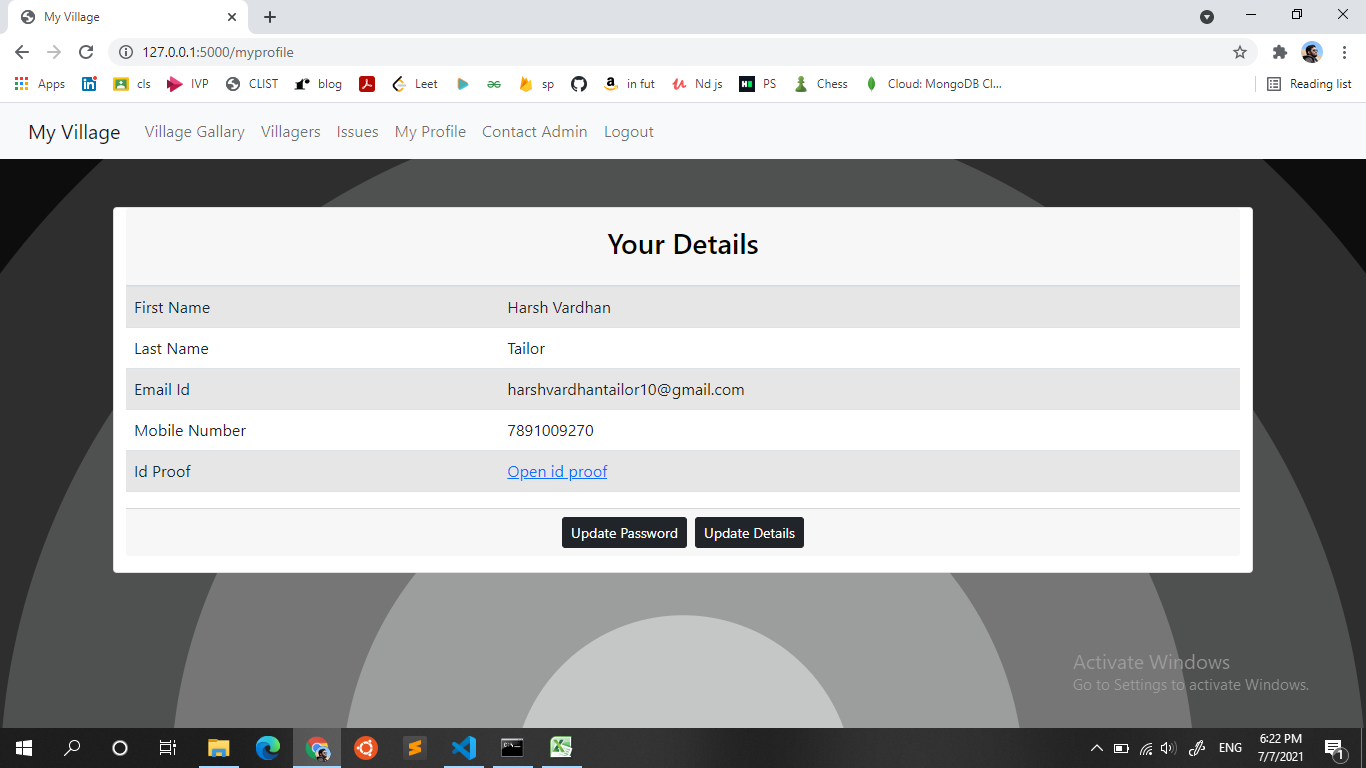 My Village
127.0.0.1:5000/myprofile
Apps cls IVP CLIST blog Leet sp in fut Nd js PS Chess Cloud: MongoDB Cl... Reading list
My Village Village Gallary Villagers Issues My Profile Contact Admin Logout
Your Details
First Name Harsh Vardhan
Last Name Tailor
Email Id harshvardhantailor10@gmail.com
Mobile Number 7891009270
Id Proof Open id proof
Update Password Update Details
Activate Windows
Go to Settings to activate Windows.
ENG 6:22 PM
7/7/2021 1